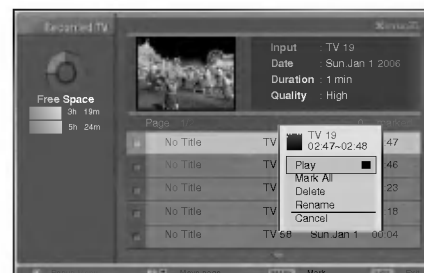 Recorded TV
Input : TV 19
Date : Sun.Jan 1 2006
Duration : 1 min
Quality : High
Free Space
3h 19m
5h 24m
Page 1/
No Title TV :47
No Title TV :46
No Title TV :23
No Title TV :18
No Title TV 58 Sun.Jan 1 00:04
TV 19
02:47~02:48
Play
Mark All
Delete
Rename
Cancel
Mark